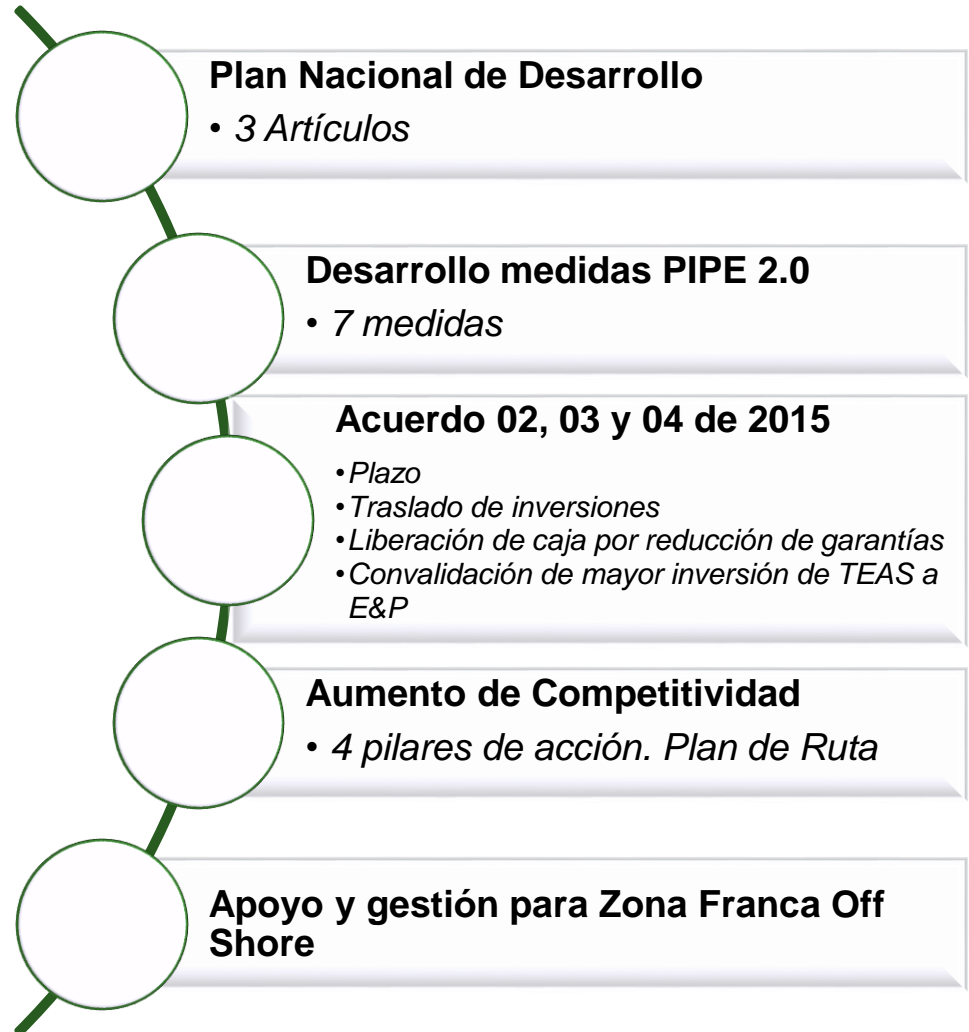 Plan Nacional de Desarrollo
• 3 Artículos
Desarrollo medidas PIPE 2.0
• 7 medidas
Acuerdo 02, 03 y 04 de 2015
• Plazo
• Traslado de inversiones
• Liberación de caja por reducción de garantías
• Convalidación de mayor inversión de TEAS a
E&P
Aumento de Competitividad
• 4 pilares de acción. Plan de Ruta
Apoyo y gestión para Zona Franca Off
Shore